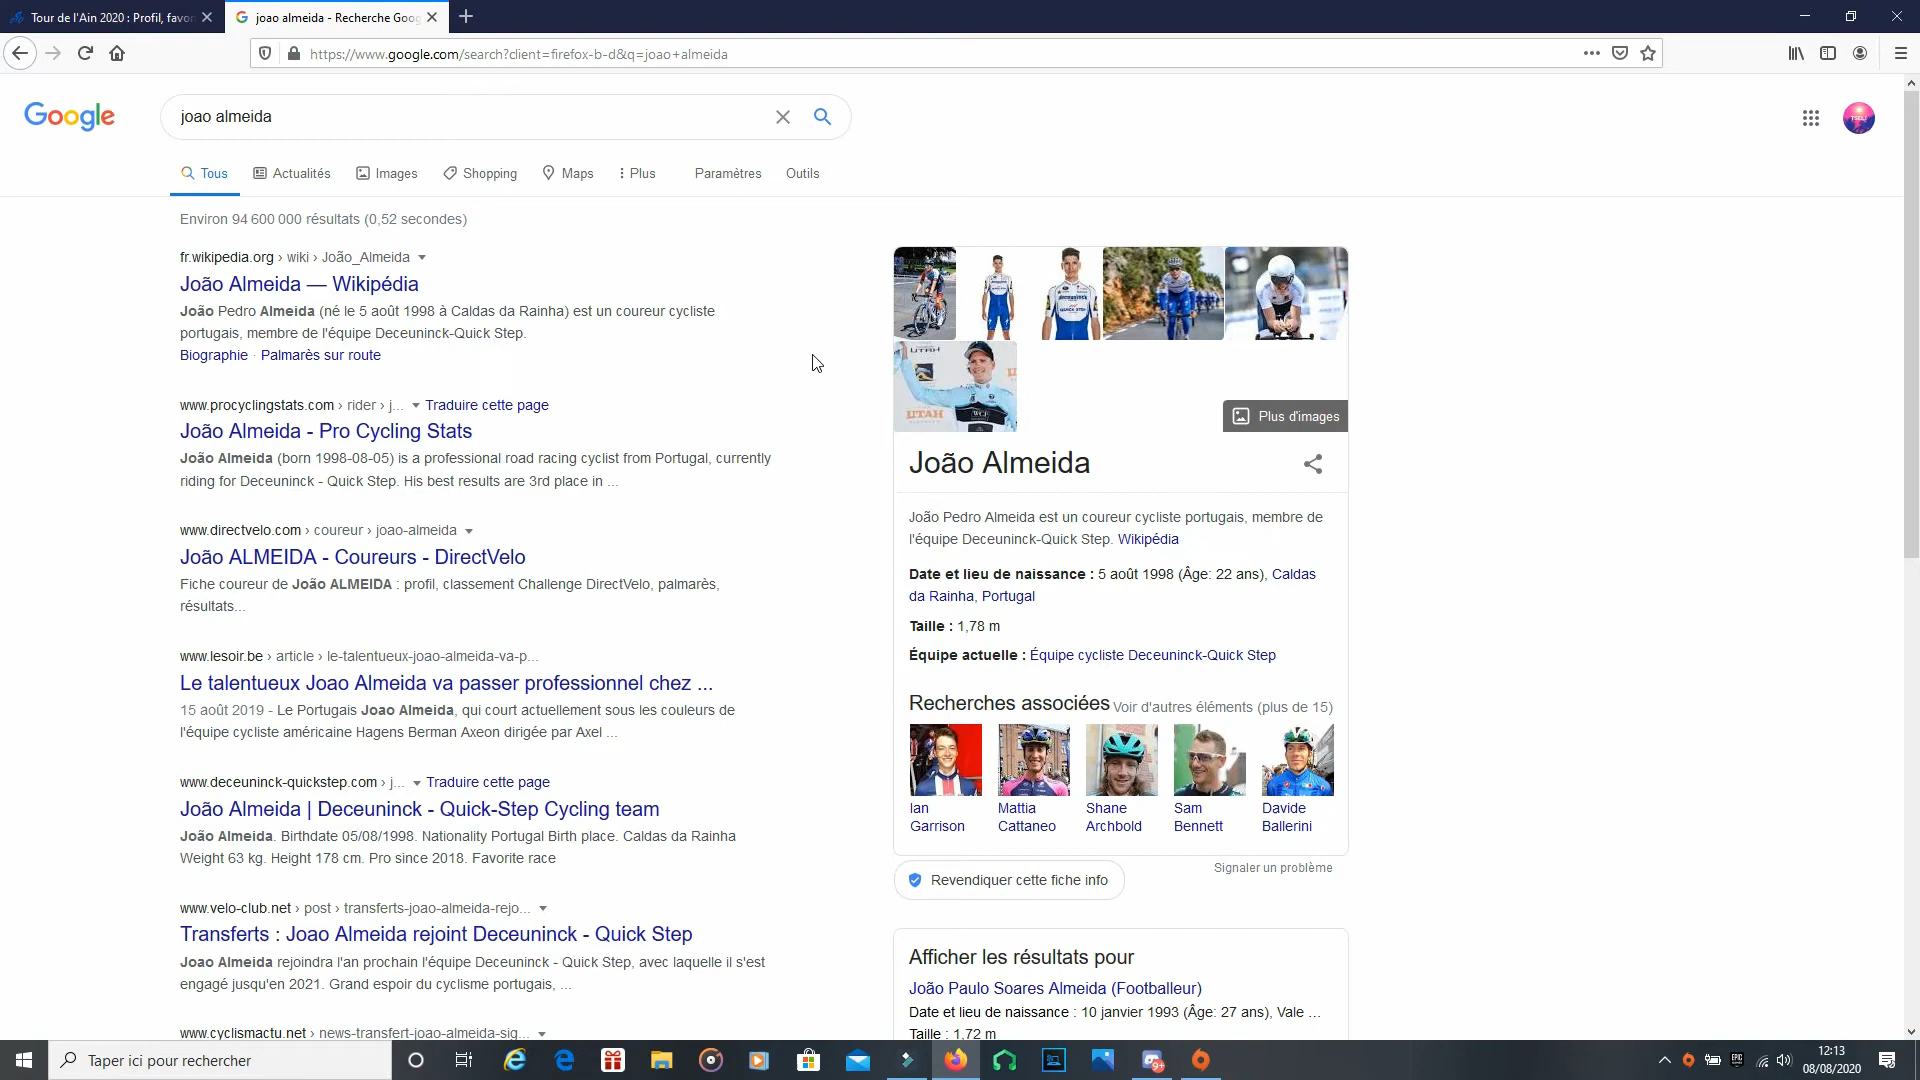 Tour de l'Ain 2020 : Profil, favor
joao almeida - Recherche Goog
https://www.google.com/search?client=firefox-b-d&q=joao+almeida
Google
joao almeida
TSEL!
Tous
Actualités
Images
Shopping
Maps
Plus
Paramètres
Outils
Environ 94 600 000 résultats (0,52 secondes)
fr.wikipedia.org › wiki › João_Almeida
João Almeida — Wikipédia
João Pedro Almeida (né le 5 août 1998 à Caldas da Rainha) est un coureur cycliste
portugais, membre de l'équipe Deceuninck-Quick Step.
Biographie · Palmarès sur route
www.procyclingstats.com › rider › j... Traduire cette page
João Almeida - Pro Cycling Stats
João Almeida (born 1998-08-05) is a professional road racing cyclist from Portugal, currently
riding for Deceuninck - Quick Step. His best results are 3rd place in ...
www.directvelo.com › coureur › joao-almeida
João ALMEIDA - Coureurs - DirectVelo
Fiche coureur de João ALMEIDA : profil, classement Challenge DirectVelo, palmarès,
résultats...
www.lesoir.be › article › le-talentueux-joao-almeida-va-p...
Le talentueux Joao Almeida va passer professionnel chez ...
15 août 2019 - Le Portugais Joao Almeida, qui court actuellement sous les couleurs de
l'équipe cycliste américaine Hagens Berman Axeon dirigée par Axel ...
www.deceuninck-quickstep.com › j... Traduire cette page
João Almeida | Deceuninck - Quick-Step Cycling team
João Almeida. Birthdate 05/08/1998. Nationality Portugal Birth place. Caldas da Rainha
Weight 63 kg. Height 178 cm. Pro since 2018. Favorite race
www.velo-club.net › post › transferts-joao-almeida-rejo...
Transferts : Joao Almeida rejoint Deceuninck - Quick Step
Joao Almeida rejoindra l'an prochain l'équipe Deceuninck - Quick Step, avec laquelle il s'est
engagé jusqu'en 2021. Grand espoir du cyclisme portugais, ...
www.cyclismactu.net › news-transfert-joao-almeida-sig...
UTAH
WCF
UTAH
Plus d'images
João Almeida
João Pedro Almeida est un coureur cycliste portugais, membre de
l'équipe Deceuninck-Quick Step. Wikipédia
Date et lieu de naissance : 5 août 1998 (Âge: 22 ans), Caldas
da Rainha, Portugal
Taille : 1,78 m
Équipe actuelle : Équipe cycliste Deceuninck-Quick Step
Recherches associées Voir d'autres éléments (plus de 15)
Ian
Garrison
Mattia
Cattaneo
Shane
Archbold
Sam
Bennett
Davide
Ballerini
Signaler un problème
Revendiquer cette fiche info
Afficher les résultats pour
João Paulo Soares Almeida (Footballeur)
Date et lieu de naissance : 10 janvier 1993 (Âge: 27 ans), Vale ...
Taille : 1,72 m
Taper ici pour rechercher
9+
EPIC
12:13
08/08/2020